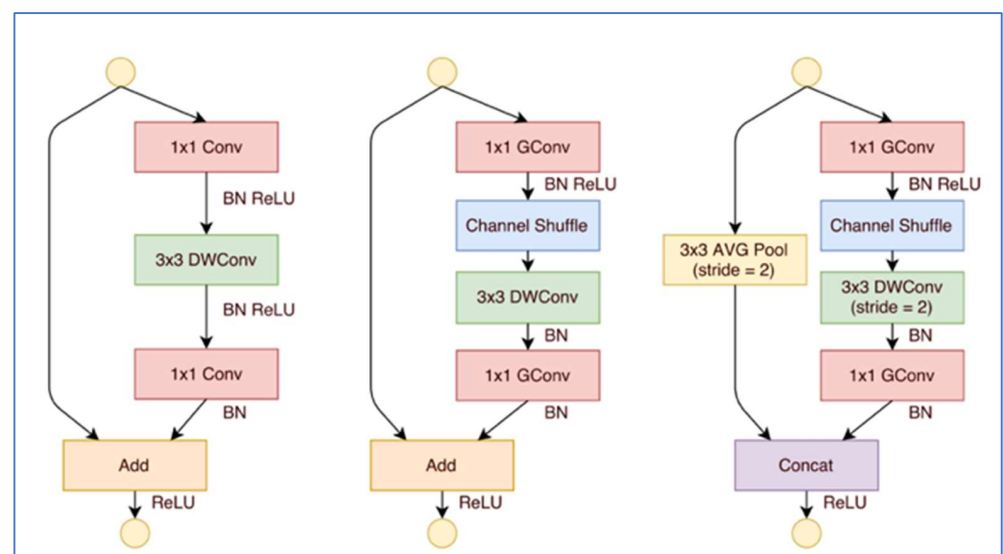 1x1 Conv
BN ReLU
3x3 DWConv
BN ReLU
1x1 Conv
BN
Add
ReLU
1x1 GConv
BN ReLU
Channel Shuffle
3x3 DWConv
BN
1x1 GConv
BN
Add
ReLU
3x3 AVG Pool
(stride = 2)
1x1 GConv
BN ReLU
Channel Shuffle
3x3 DWConv
(stride = 2)
BN
1x1 GConv
BN
Concat
ReLU